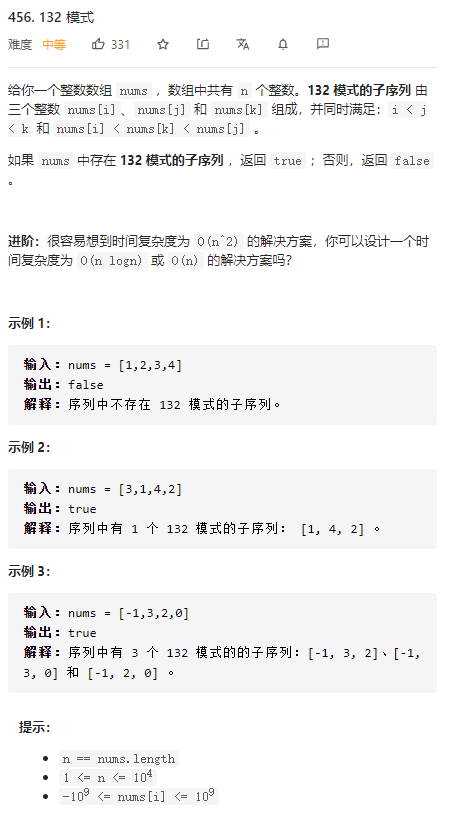 456. 132 模式
难度 中等 331
给你一个整数数组 nums ，数组中共有 n 个整数。132 模式的子序列 由
三个整数 nums[i]、 nums[j] 和 nums[k] 组成，并同时满足： i < j
< k 和 nums[i] < nums[k] < nums[j] 。
如果 nums 中存在 132 模式的子序列 ，返回 true ；否则，返回 false
。
进阶：很容易想到时间复杂度为 O(n^2) 的解决方案，你可以设计一个时
间复杂度为 O(n logn) 或 O(n) 的解决方案吗？
示例 1：
输入：nums = [1,2,3,4]
输出：false
解释：序列中不存在 132 模式的子序列。
示例 2：
输入：nums = [3,1,4,2]
输出：true
解释：序列中有 1 个 132 模式的子序列： [1, 4, 2] 。
示例 3：
输入：nums = [-1,3,2,0]
输出：true
解释：序列中有 3 个 132 模式的的子序列：[-1, 3, 2]、[-1,
3, 0] 和 [-1, 2, 0] 。
提示：
• n == nums.length
• 1 <= n <= 10⁴
• -10⁹ <= nums[i] <= 10⁹